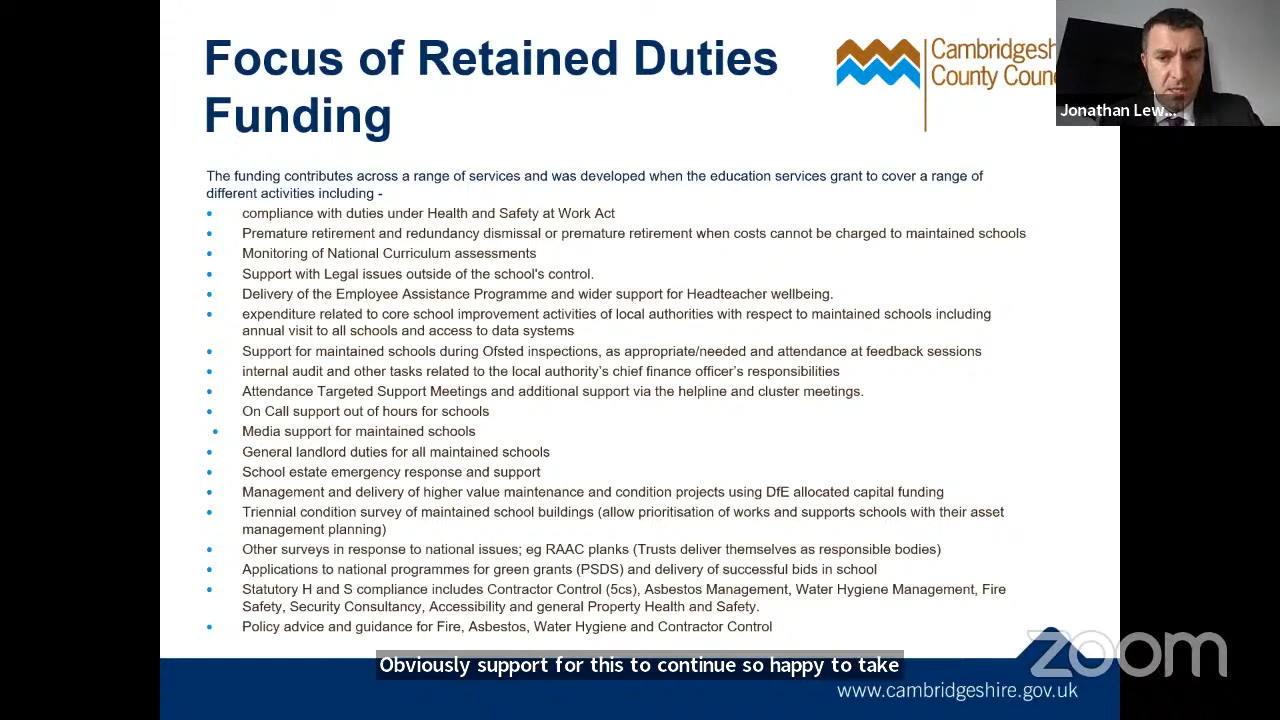 Focus of Retained Duties
Funding
Cambridgeshi
County Counc
Jonathan Lew...
The funding contributes across a range of services and was developed when the education services grant to cover a range of
different activities including -
• compliance with duties under Health and Safety at Work Act
• Premature retirement and redundancy dismissal or premature retirement when costs cannot be charged to maintained schools
• Monitoring of National Curriculum assessments
• Support with Legal issues outside of the school's control.
• Delivery of the Employee Assistance Programme and wider support for Headteacher wellbeing.
• expenditure related to core school improvement activities of local authorities with respect to maintained schools including
annual visit to all schools and access to data systems
• Support for maintained schools during Ofsted inspections, as appropriate/needed and attendance at feedback sessions
• internal audit and other tasks related to the local authority's chief finance officer's responsibilities
• Attendance Targeted Support Meetings and additional support via the helpline and cluster meetings.
• On Call support out of hours for schools
• Media support for maintained schools
• General landlord duties for all maintained schools
• School estate emergency response and support
• Management and delivery of higher value maintenance and condition projects using DfE allocated capital funding
• Triennial condition survey of maintained school buildings (allow prioritisation of works and supports schools with their asset
management planning)
• Other surveys in response to national issues; eg RAAC planks (Trusts deliver themselves as responsible bodies)
• Applications to national programmes for green grants (PSDS) and delivery of successful bids in school
• Statutory H and S compliance includes Contractor Control (5cs), Asbestos Management, Water Hygiene Management, Fire
Safety, Security Consultancy, Accessibility and general Property Health and Safety.
• Policy advice and guidance for Fire, Asbestos, Water Hygiene and Contractor Control
Obviously support for this to continue so happy to take
zoom
www.cambridgeshire.gov.uk